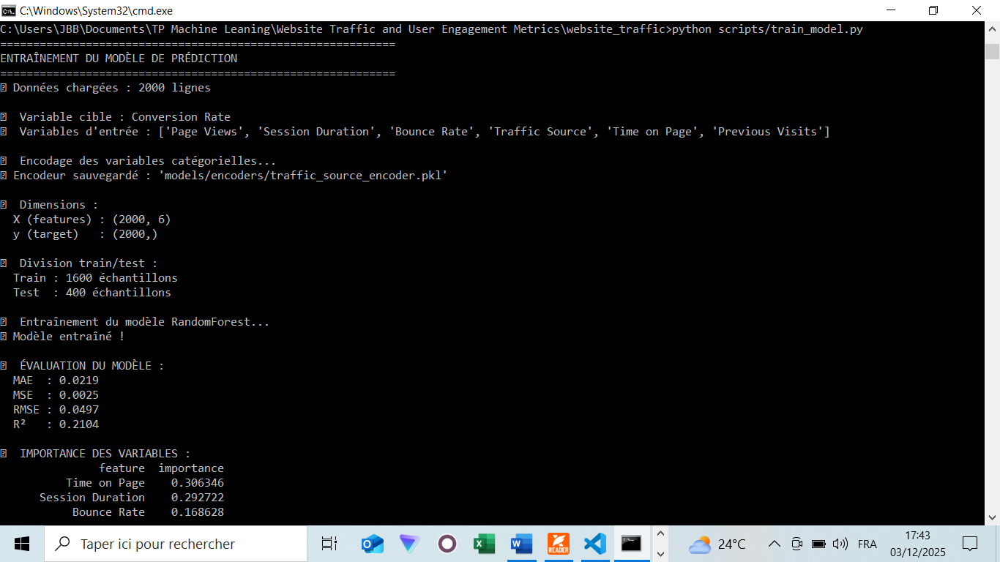 C:\Windows\System32\cmd.exe
C:\Users\JBB\Documents\TP Machine Leaning\Website Traffic and User Engagement Metrics\website_traffic>python scripts/train_model.py
============================================================
ENTRAÎNEMENT DU MODÈLE DE PRÉDICTION
============================================================
Données chargées : 2000 lignes
Variable cible : Conversion Rate
Variables d'entrée : ['Page Views', 'Session Duration', 'Bounce Rate', 'Traffic Source', 'Time on Page', 'Previous Visits']
Encodage des variables catégorielles...
Encodeur sauvegardé : 'models/encoders/traffic_source_encoder.pkl'
Dimensions :
X (features) : (2000, 6)
y (target)   : (2000,)
Division train/test :
Train : 1600 échantillons
Test  : 400 échantillons
Entraînement du modèle RandomForest...
Modèle entraîné !
ÉVALUATION DU MODÈLE :
MAE  : 0.0219
MSE  : 0.0025
RMSE : 0.0497
R²   : 0.2104
IMPORTANCE DES VARIABLES :
feature  importance
Time on Page    0.306346
Session Duration    0.292722
Bounce Rate    0.168628
Taper ici pour rechercher
READER
24°C
FRA
17:43
03/12/2025